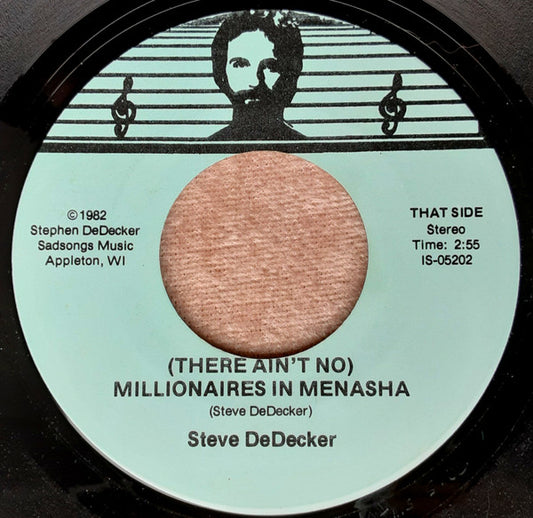 ©1982
Stephen DeDecker
Sadsongs Music
Appleton, WI
THAT SIDE
Stereo
Time: 2:55
IS-05202
(THERE AIN'T NO)
MILLIONAIRES IN MENASHA
(Steve DeDecker)
Steve DeDecker